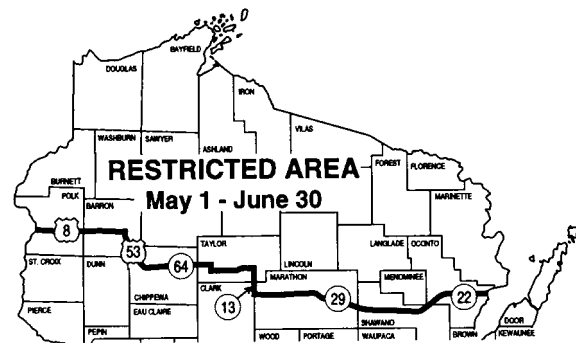 BAYFIELD
DOUGLAS
IRON
VILAS
WASHBURN
SAWYER
ASHLAND
FOREST
FLORENCE
RESTRICTED AREA
May 1 - June 30
BURNETT
POLK
BARRON
MARINETTE
8
53
TAYLOR
LANGLADE
OCONTO
ST. CROIX
DUNN
64
LINCOLN
MARATHON
MENOMINEE
CHIPPEWA
CLARK
13
29
22
PIERCE
EAU CLAIRE
SHAWANO
DOOR
PEPIN
WOOD
PORTAGE
WAUPACA
BROWN
KEWAUNEE